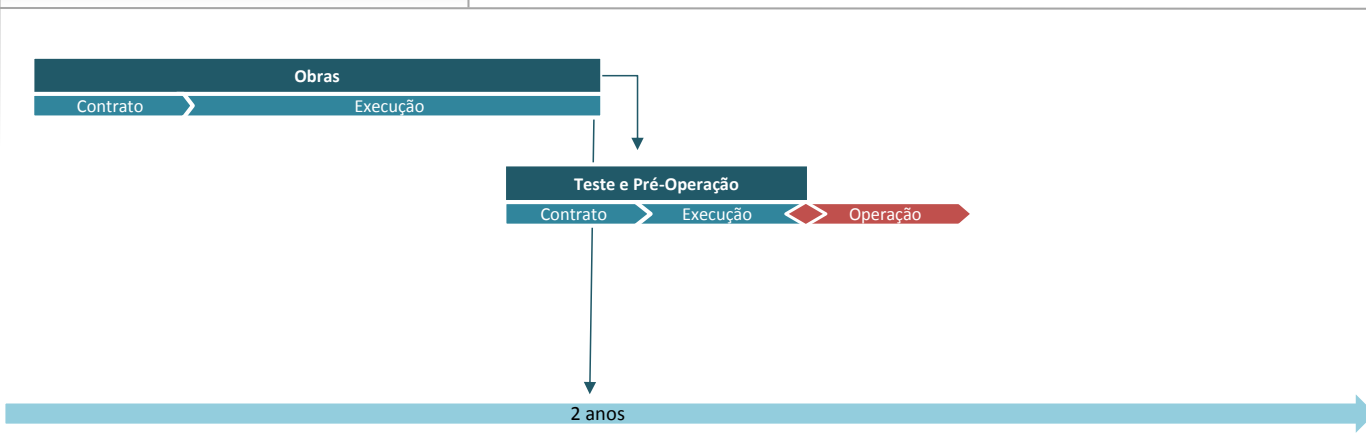 Obras
Contrato
Execução
Teste e Pré-Operação
Contrato
Execução
Operação
2 anos